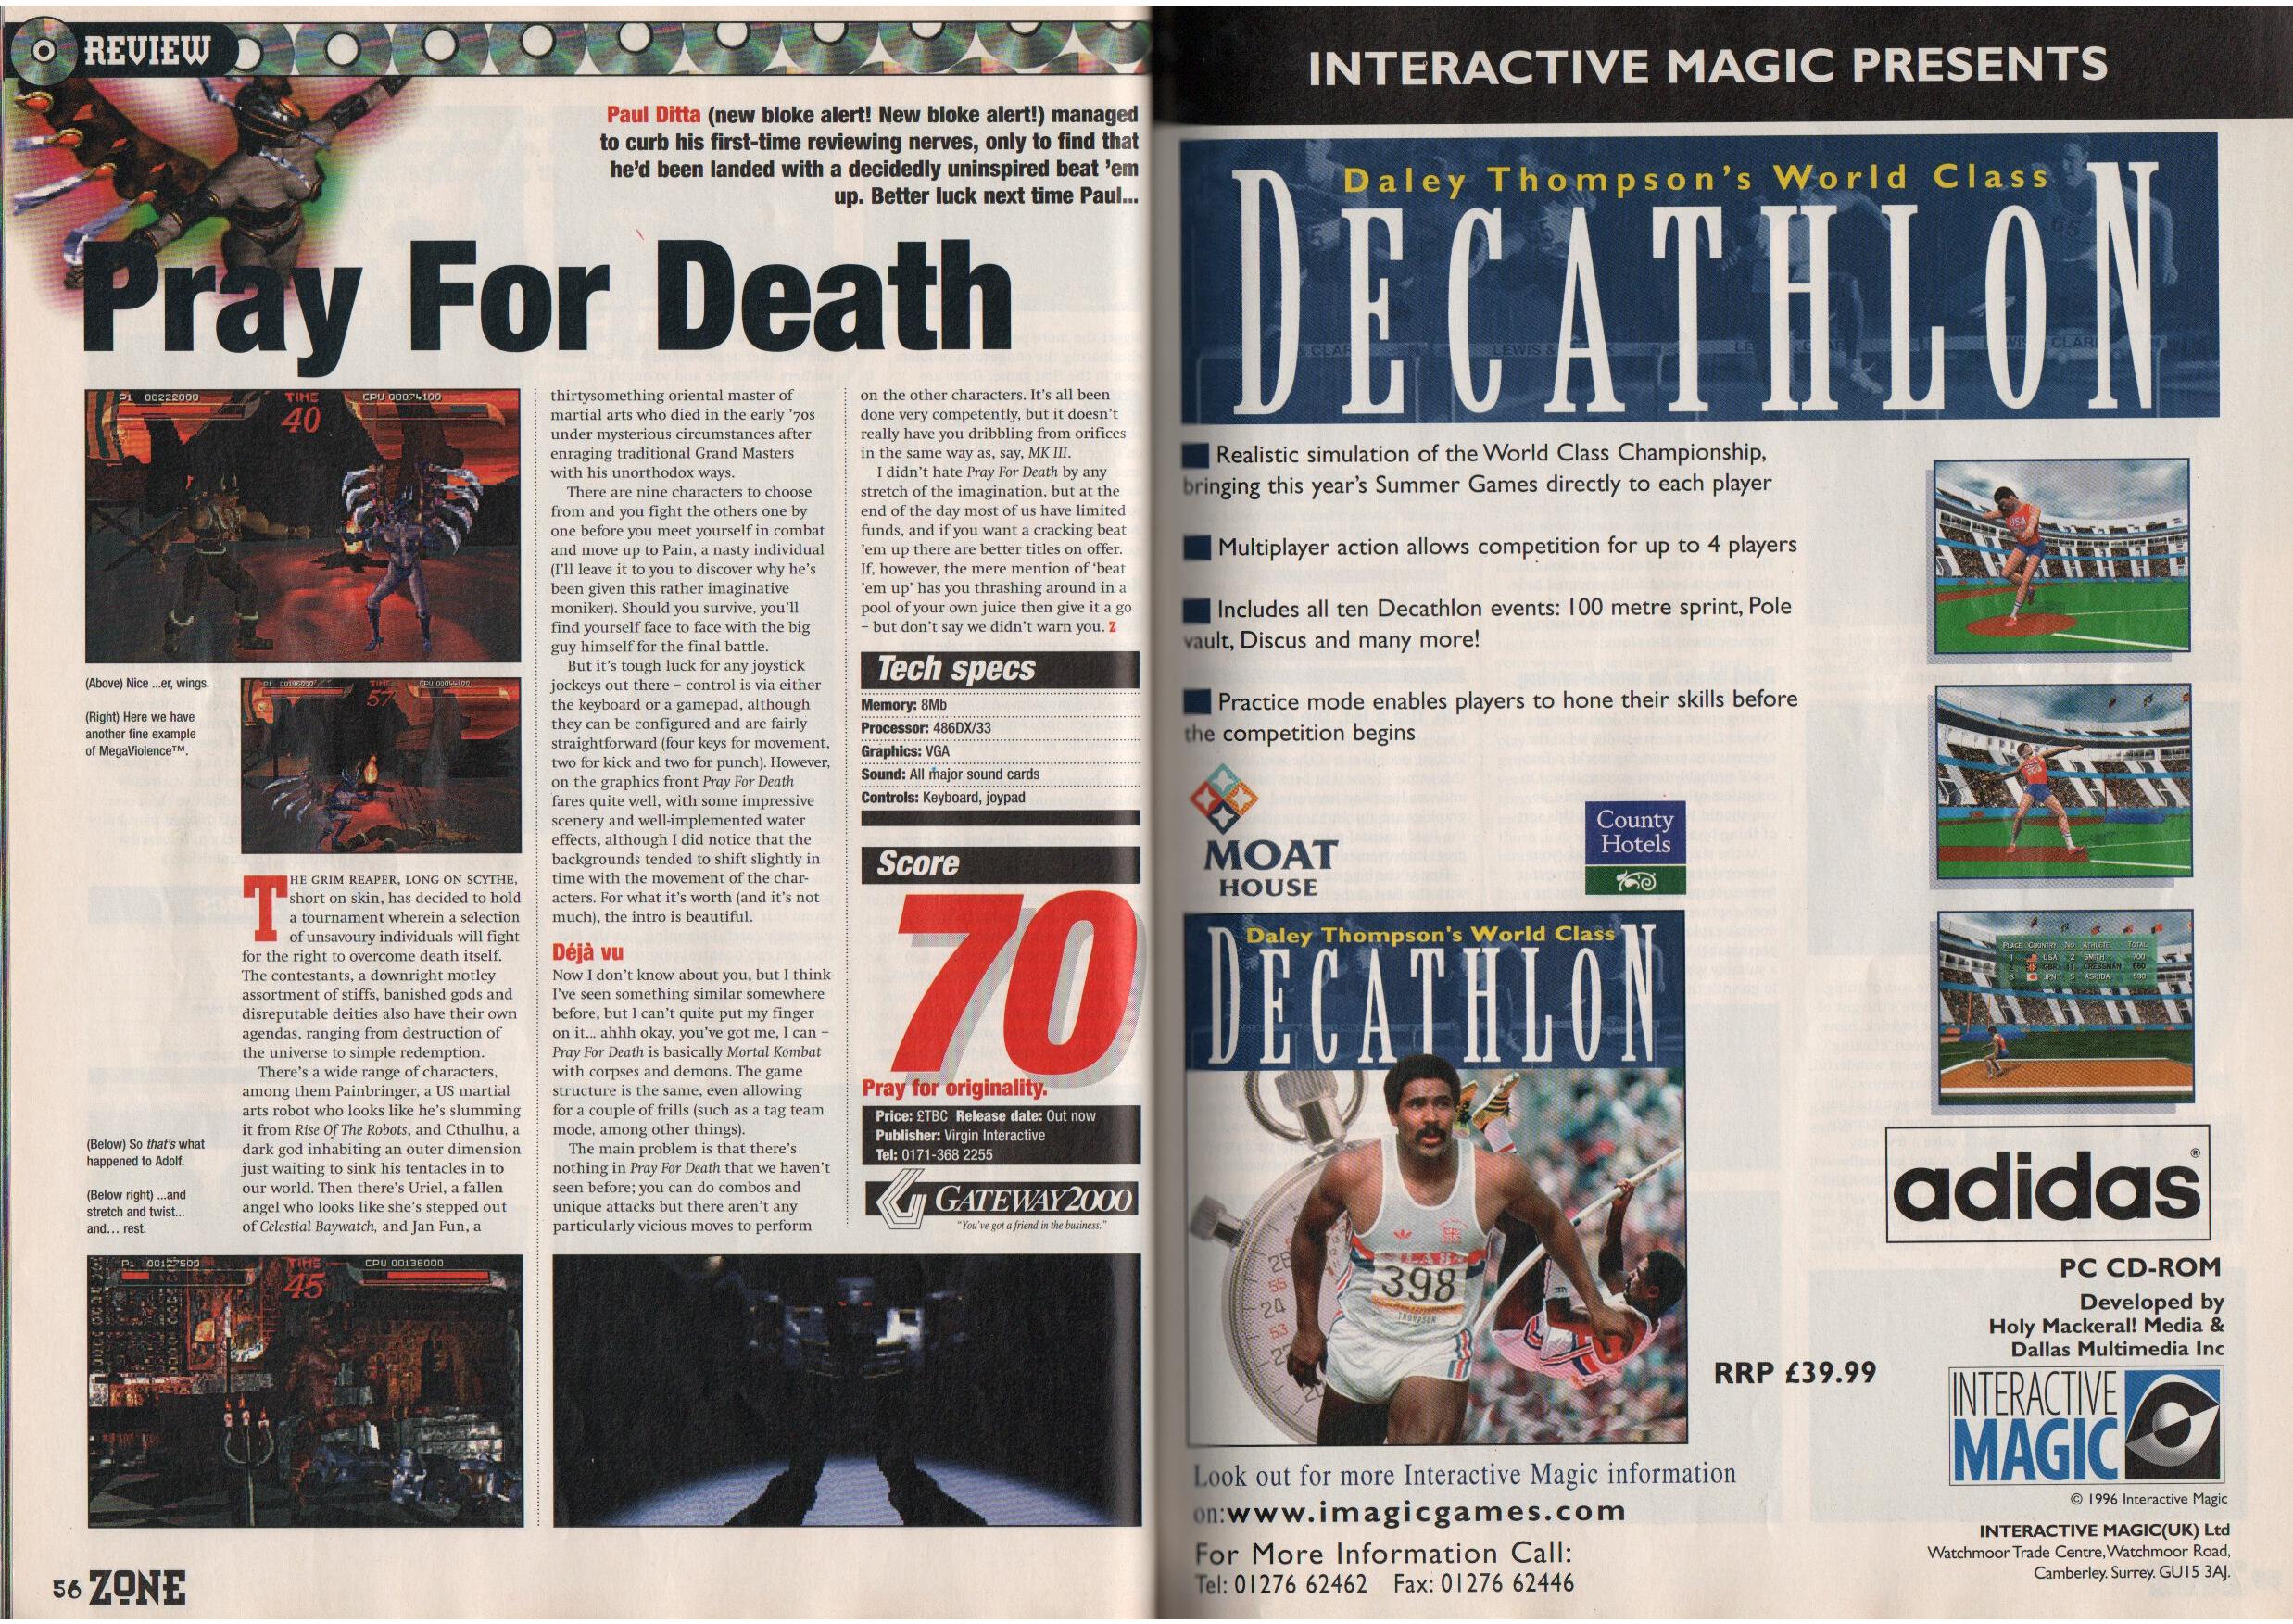 REVIEW
Paul Ditta (new bloke alert! New bloke alert!) managed
to curb his first-time reviewing nerves, only to find that
he'd been landed with a decidedly uninspired beat 'em
up. Better luck next time Paul...
Pray For Death
P1 00222000 TIME CPU 00074100
40
(Above) Nice ...er, wings.
(Right) Here we have
another fine example
of MegaViolence™.
TIME
57
THE GRIM REAPER, LONG ON SCYTHE,
short on skin, has decided to hold
a tournament wherein a selection
of unsavoury individuals will fight
for the right to overcome death itself.
The contestants, a downright motley
assortment of stiffs, banished gods and
disreputable deities also have their own
agendas, ranging from destruction of
the universe to simple redemption.
There's a wide range of characters,
among them Painbringer, a US martial
arts robot who looks like he's slumming
it from Rise Of The Robots, and Cthulhu, a
dark god inhabiting an outer dimension
just waiting to sink his tentacles in to
our world. Then there's Uriel, a fallen
angel who looks like she's stepped out
of Celestial Baywatch, and Jan Fun, a
(Below) So that's what
happened to Adolf.
(Below right) ...and
stretch and twist...
and... rest.
P1 00127500 TIME CPU 00138000
45
thirtysomething oriental master of
martial arts who died in the early '70s
under mysterious circumstances after
enraging traditional Grand Masters
with his unorthodox ways.
There are nine characters to choose
from and you fight the others one by
one before you meet yourself in combat
and move up to Pain, a nasty individual
(I'll leave it to you to discover why he's
been given this rather imaginative
moniker). Should you survive, you'll
find yourself face to face with the big
guy himself for the final battle.
But it's tough luck for any joystick
jockeys out there – control is via either
the keyboard or a gamepad, although
they can be configured and are fairly
straightforward (four keys for movement,
two for kick and two for punch). However,
on the graphics front Pray For Death
fares quite well, with some impressive
scenery and well-implemented water
effects, although I did notice that the
backgrounds tended to shift slightly in
time with the movement of the char-
acters. For what it's worth (and it's not
much), the intro is beautiful.
Déjà vu
Now I don't know about you, but I think
I've seen something similar somewhere
before, but I can't quite put my finger
on it... ahhh okay, you've got me, I can –
Pray For Death is basically Mortal Kombat
with corpses and demons. The game
structure is the same, even allowing
for a couple of frills (such as a tag team
mode, among other things).
The main problem is that there's
nothing in Pray For Death that we haven't
seen before; you can do combos and
unique attacks but there aren't any
particularly vicious moves to perform
on the other characters. It's all been
done very competently, but it doesn't
really have you dribbling from orifices
in the same way as, say, MK III.
I didn't hate Pray For Death by any
stretch of the imagination, but at the
end of the day most of us have limited
funds, and if you want a cracking beat
'em up there are better titles on offer.
If, however, the mere mention of 'beat
'em up' has you thrashing around in a
pool of your own juice then give it a go
– but don't say we didn't warn you. Z
Tech specs
Memory: 8Mb
Processor: 486DX/33
Graphics: VGA
Sound: All major sound cards
Controls: Keyboard, joypad
Score
70
Pray for originality.
Price: £TBC Release date: Out now
Publisher: Virgin Interactive
Tel: 0171-368 2255
GATEWAY2000
"You've got a friend in the business."
56 ZONE
INTERACTIVE MAGIC PRESENTS
Daley Thompson's World Class
DECATHLON
Realistic simulation of the World Class Championship,
bringing this year's Summer Games directly to each player
Multiplayer action allows competition for up to 4 players
Includes all ten Decathlon events: 100 metre sprint, Pole
vault, Discus and many more!
Practice mode enables players to hone their skills before
the competition begins
MOAT
HOUSE
County
Hotels
Daley Thompson's World Class
DECATHLON
398
THOMPSON
USA
PLACE COUNTRY NO. ATHLETE TOTAL
1 USA 2 SMITH 700
2 GBR 11 CRESSMAN 660
3 JPN 5 ASHIDA 500
adidas®
PC CD-ROM
Developed by
Holy Mackeral! Media &
Dallas Multimedia Inc
RRP £39.99
INTERACTIVE
MAGIC
© 1996 Interactive Magic
Look out for more Interactive Magic information
on:www.imagicgames.com
For More Information Call:
Tel: 01276 62462 Fax: 01276 62446
INTERACTIVE MAGIC(UK) Ltd
Watchmoor Trade Centre,Watchmoor Road,
Camberley. Surrey. GU15 3AJ.